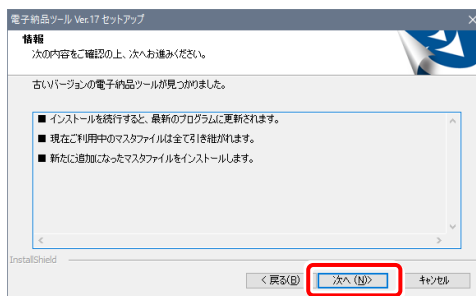 電子納品ツール Ver.17 セットアップ
情報
次の内容をご確認の上、次へお進みください。
古いバージョンの電子納品ツールが見つかりました。
■ インストールを続行すると、最新のプログラムに更新されます。
■ 現在ご利用中のマスタファイルは全て引き継がれます。
■ 新たに追加になったマスタファイルをインストールします。
InstallShield
< 戻る(B) 次へ (N)> キャンセル